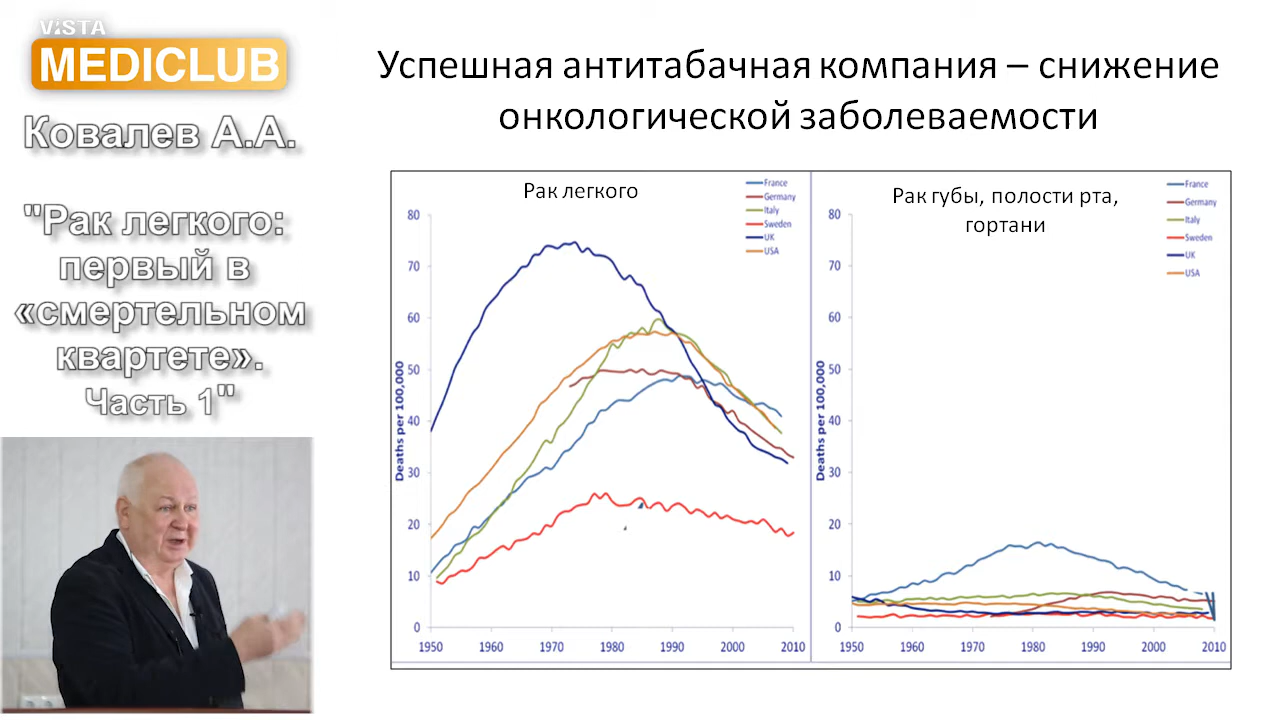 VISTA
MEDICLUB
Ковалев А.А.
"Рак легкого:
первый в
«смертельном
квартете».
Часть 1"
Успешная антитабачная компания – снижение
онкологической заболеваемости
Рак легкого
France
Germany
Italy
Sweden
UK
USA
80
70
60
50
40
30
20
10
0
Deaths per 100,000
1950 1960 1970 1980 1990 2000 2010
Рак губы, полости рта,
гортани
France
Germany
Italy
Sweden
UK
USA
80
70
60
50
40
30
20
10
0
Deaths per 100,000
1950 1960 1970 1980 1990 2000 2010